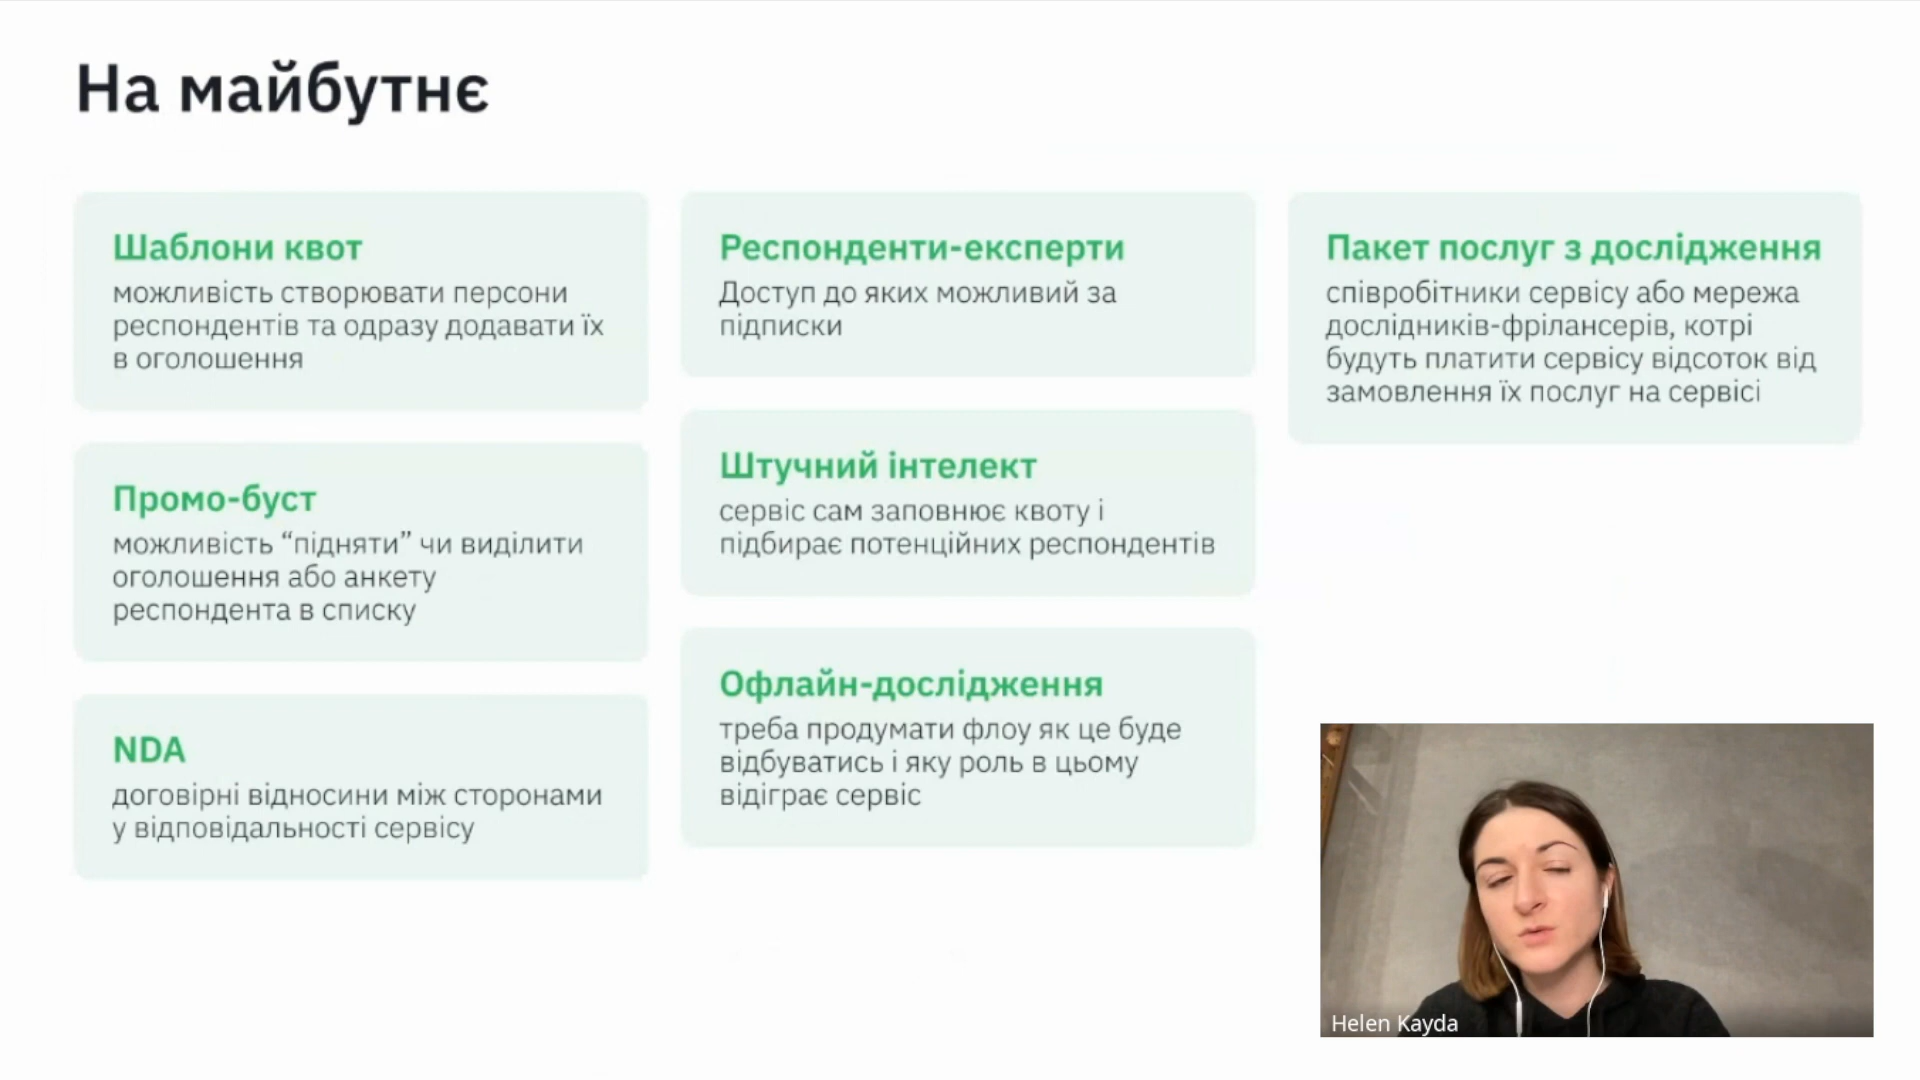 На майбутнє
Шаблони квот
можливість створювати персони
респондентів та одразу додавати їх
в оголошення
Промо-буст
можливість “підняти” чи виділити
оголошення або анкету
респондента в списку
NDA
договірні відносини між сторонами
у відповідальності сервісу
Респонденти-експерти
Доступ до яких можливий за
підписки
Штучний інтелект
сервіс сам заповнює квоту і
підбирає потенційних респондентів
Офлайн-дослідження
треба продумати флоу як це буде
відбуватись і яку роль в цьому
відіграє сервіс
Пакет послуг з дослідження
співробітники сервісу або мережа
дослідників-фрілансерів, котрі
будуть платити сервісу відсоток від
замовлення їх послуг на сервісі
Helen Kayda